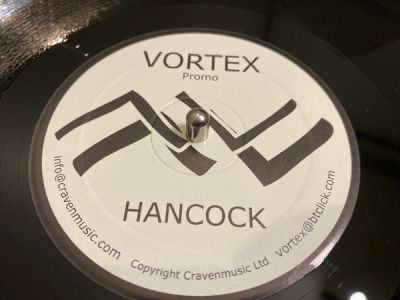 VORTEX
Promo
HANCOCK
info@cravenmusic.com
Copyright Cravenmusic Ltd
vortex@btclick.com